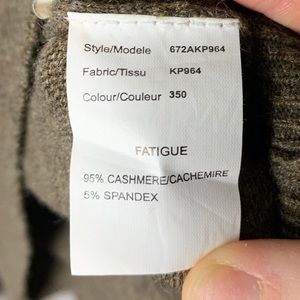 Style/Modele 672AKP964
Fabric/Tissu KP964
Colour/Couleur 350
FATIGUE
95% CASHMERE/CACHEMIRE
5% SPANDEX